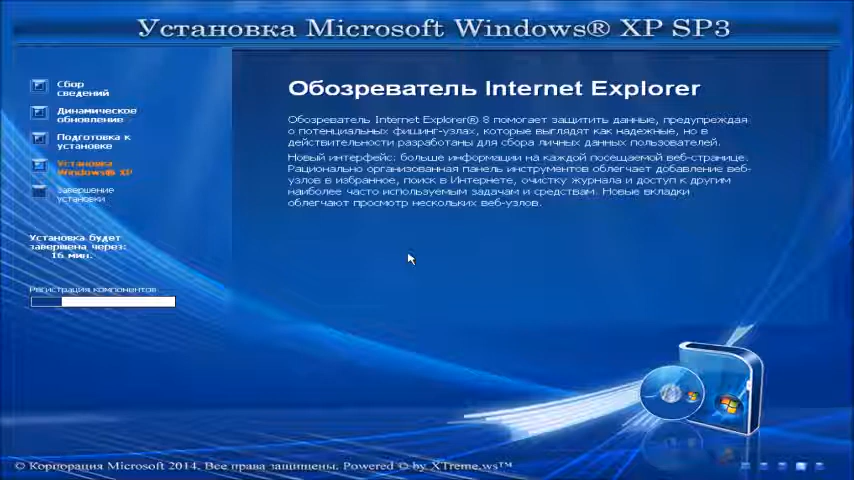 Установка Microsoft Windows® XP SP3
Сбор
сведений
Динамическое
обновление
Подготовка к
установке
Установка
Windows® XP
Завершение
установки
Установка будет
завершена через:
16 мин.
Регистрация компонентов
Обозреватель Internet Explorer
Обозреватель Internet Explorer® 8 помогает защитить данные, предупреждая
о потенциальных фишинг-узлах, которые выглядят как надежные, но в
действительности разработаны для сбора личных данных пользователей.
Новый интерфейс: больше информации на каждой посещаемой веб-странице.
Рационально организованная панель инструментов облегчает добавление веб-
узлов в избранное, поиск в Интернете, очистку журнала и доступ к другим
наиболее часто используемым задачам и средствам. Новые вкладки
облегчают просмотр нескольких веб-узлов.
© Корпорация Microsoft 2014. Все права защищены. Powered © by XTreme.ws™